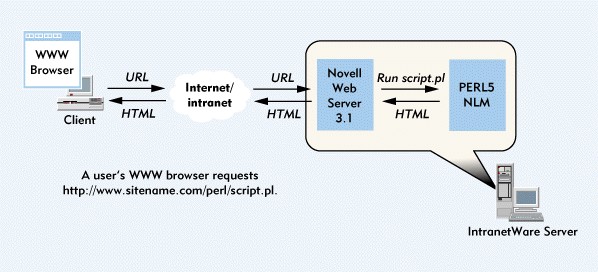 WWW
Browser
Client
URL
HTML
Internet/
intranet
URL
HTML
Novell
Web
Server
3.1
Run script.pl
HTML
PERL5
NLM
A user's WWW browser requests
http://www.sitename.com/perl/script.pl.
IntranetWare Server